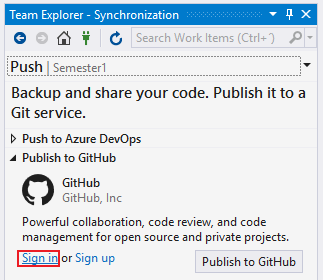 Team Explorer - Synchronization
Search Work Items (Ctrl+´)
Push | Semester1
Backup and share your code. Publish it to a
Git service.
Push to Azure DevOps
Publish to GitHub
GitHub
GitHub, Inc
Powerful collaboration, code review, and code
management for open source and private projects.
Sign in or Sign up
Publish to GitHub